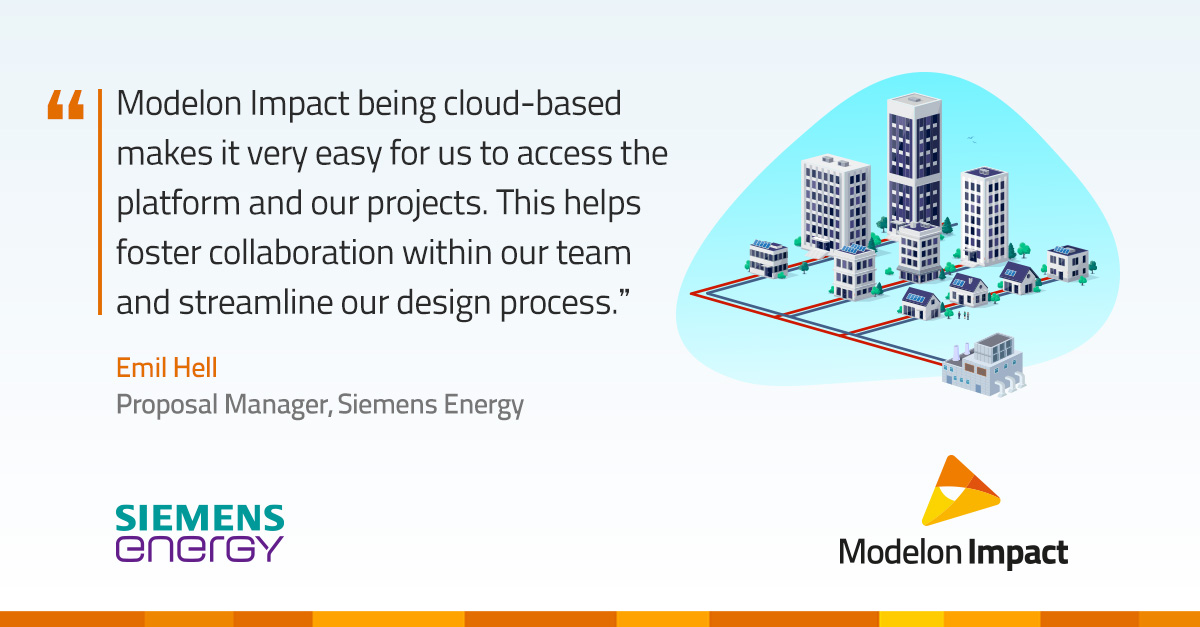 “ Modelon Impact being cloud-based
makes it very easy for us to access the
platform and our projects. This helps
foster collaboration within our team
and streamline our design process.”
Emil Hell
Proposal Manager, Siemens Energy
SIEMENS
energy
Modelon Impact